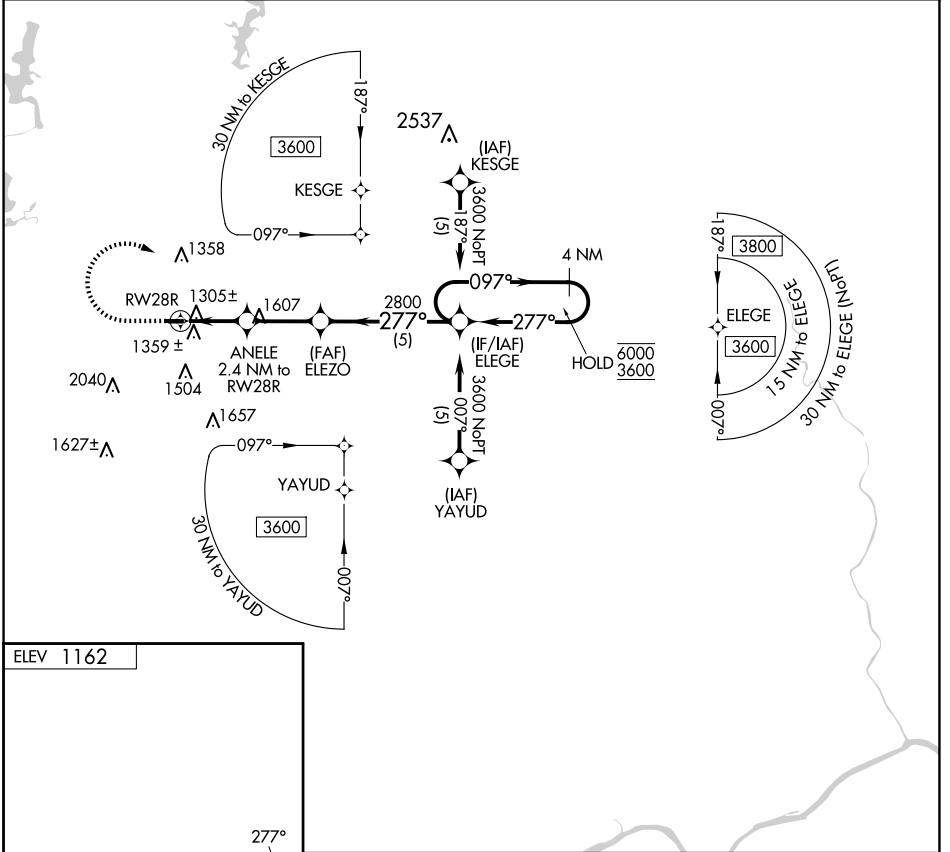 30 NM to KESGE
187°
3600
KESGE
097°
2537
(IAF)
KESGE
3600 NoPT
187°
(5)
4 NM
097°
1358
RW28R
1305±
1607
2800
277°
(5)
277°
1359 ±
ANELE
2.4 NM to
RW28R
(FAF)
ELEZO
(IF/IAF)
ELEGE
HOLD
6000
3600
187°
3800
ELEGE
3600
15 NM to ELEGE
30 NM to ELEGE (NoPT)
007°
2040
1504
1657
1627±
3600 NoPT
007°
(5)
(IAF)
YAYUD
097°
YAYUD
3600
30 NM to YAYUD
007°
ELEV 1162
277°